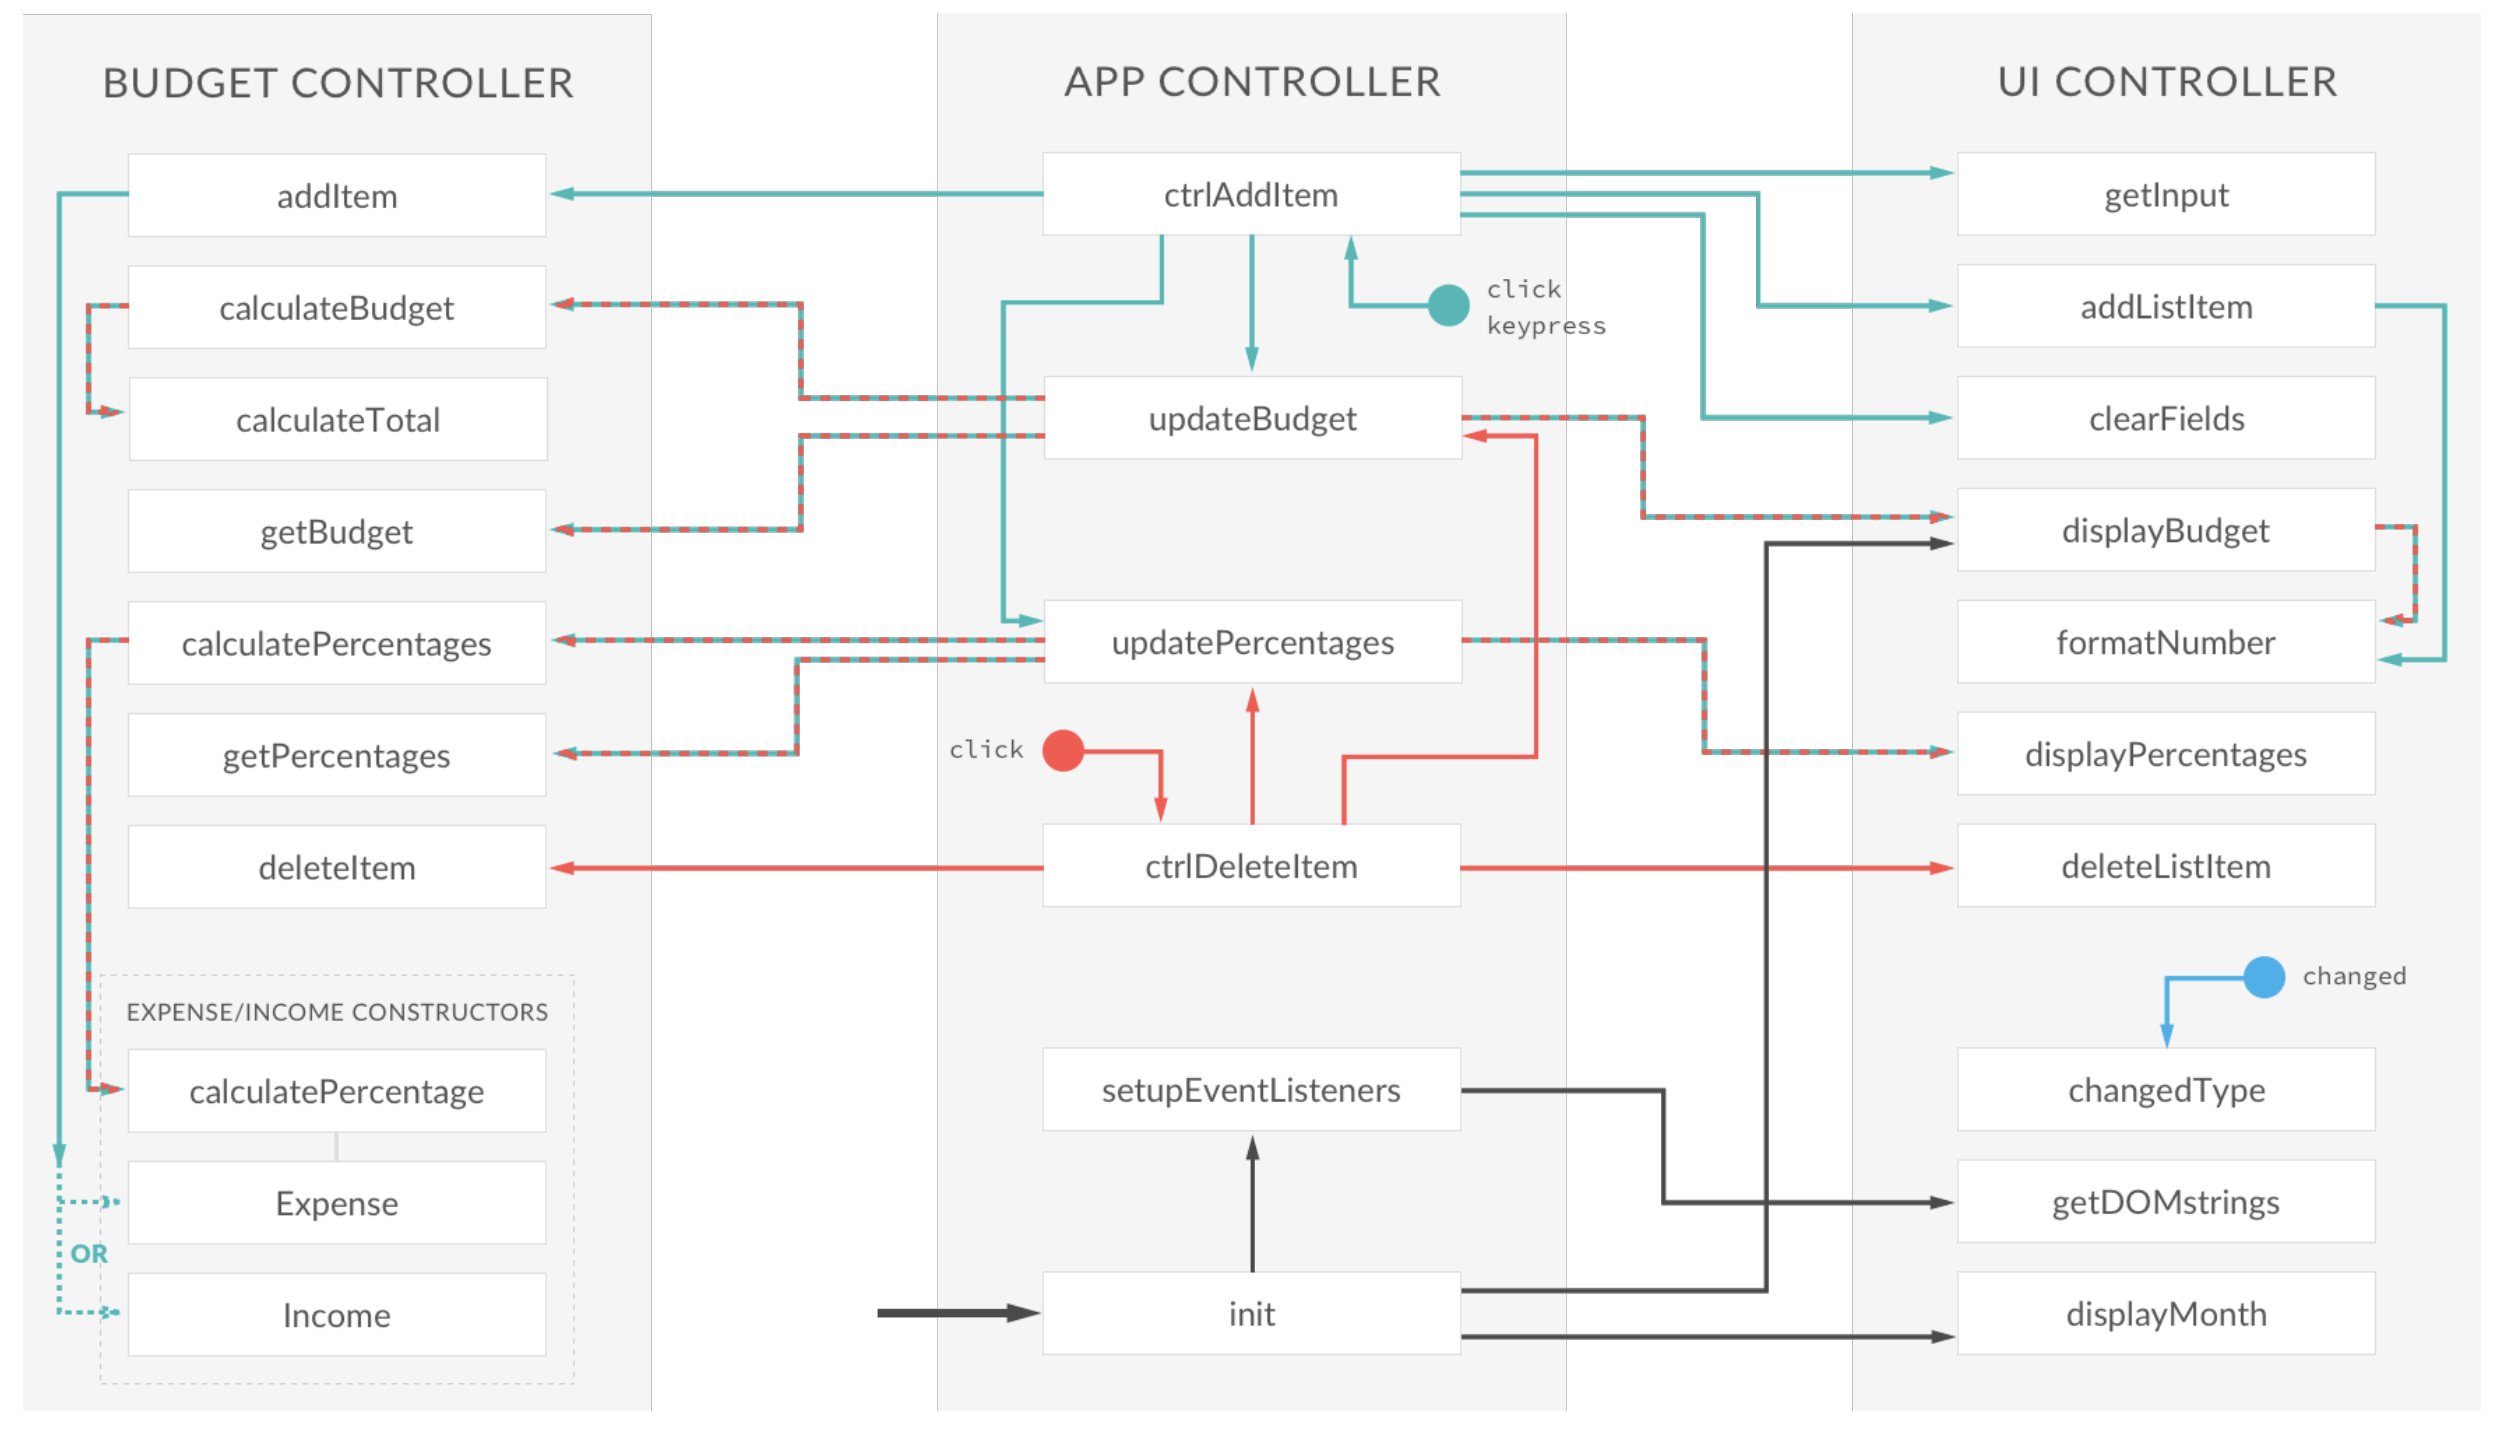 BUDGET CONTROLLER
addItem
calculateBudget
calculateTotal
getBudget
calculatePercentages
getPercentages
deleteItem
EXPENSE/INCOME CONSTRUCTORS
calculatePercentage
Expense
OR
Income
APP CONTROLLER
ctrlAddItem
click
keypress
updateBudget
updatePercentages
click
ctrlDeleteItem
setupEventListeners
init
UI CONTROLLER
getInput
addListItem
clearFields
displayBudget
formatNumber
displayPercentages
deleteListItem
changed
changedType
getDOMstrings
displayMonth